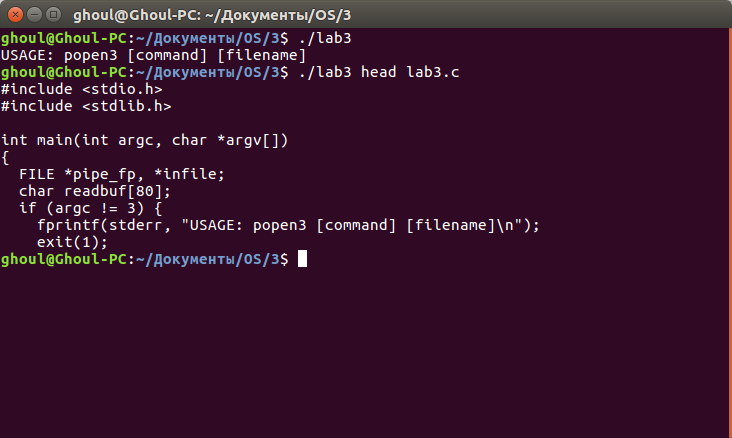 ghoul@Ghoul-PC: ~/Документы/OS/3
ghoul@Ghoul-PC:~/Документы/OS/3$ ./lab3
USAGE: popen3 [command] [filename]
ghoul@Ghoul-PC:~/Документы/OS/3$ ./lab3 head lab3.c
#include <stdio.h>
#include <stdlib.h>

int main(int argc, char *argv[])
{
  FILE *pipe_fp, *infile;
  char readbuf[80];
  if (argc != 3) {
    fprintf(stderr, "USAGE: popen3 [command] [filename]\n");
    exit(1);
ghoul@Ghoul-PC:~/Документы/OS/3$